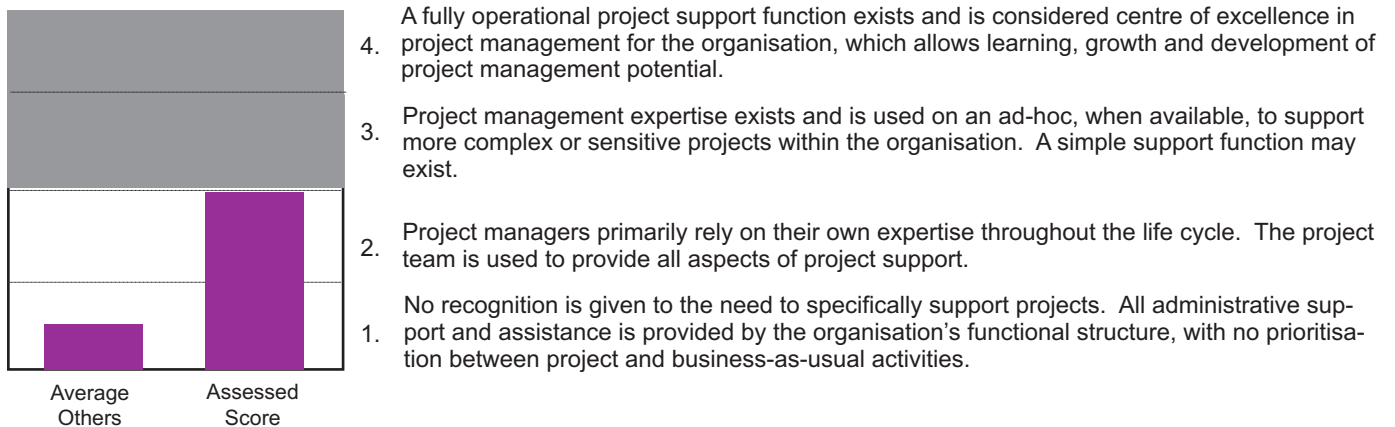 A fully operational project support function exists and is considered centre of excellence in
4. project management for the organisation, which allows learning, growth and development of
project management potential.
Project management expertise exists and is used on an ad-hoc, when available, to support
3. more complex or sensitive projects within the organisation. A simple support function may
exist.
Project managers primarily rely on their own expertise throughout the life cycle. The project
2. team is used to provide all aspects of project support.
No recognition is given to the need to specifically support projects. All administrative sup-
1. port and assistance is provided by the organisation's functional structure, with no prioritisa-
tion between project and business-as-usual activities.
Average
Others
Assessed
Score